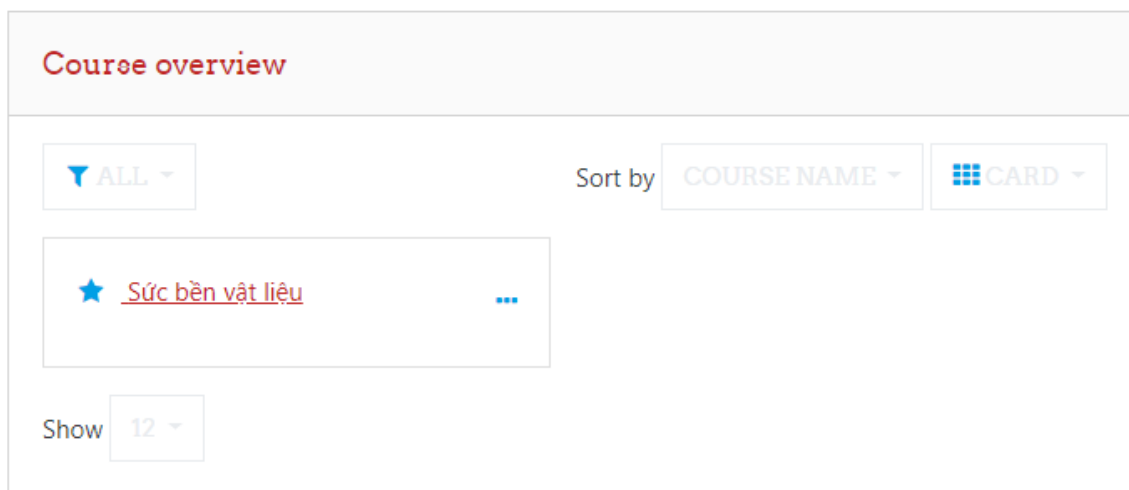 Course overview
ALL
Sort by COURSE NAME CARD
Sức bền vật liệu
Show 12